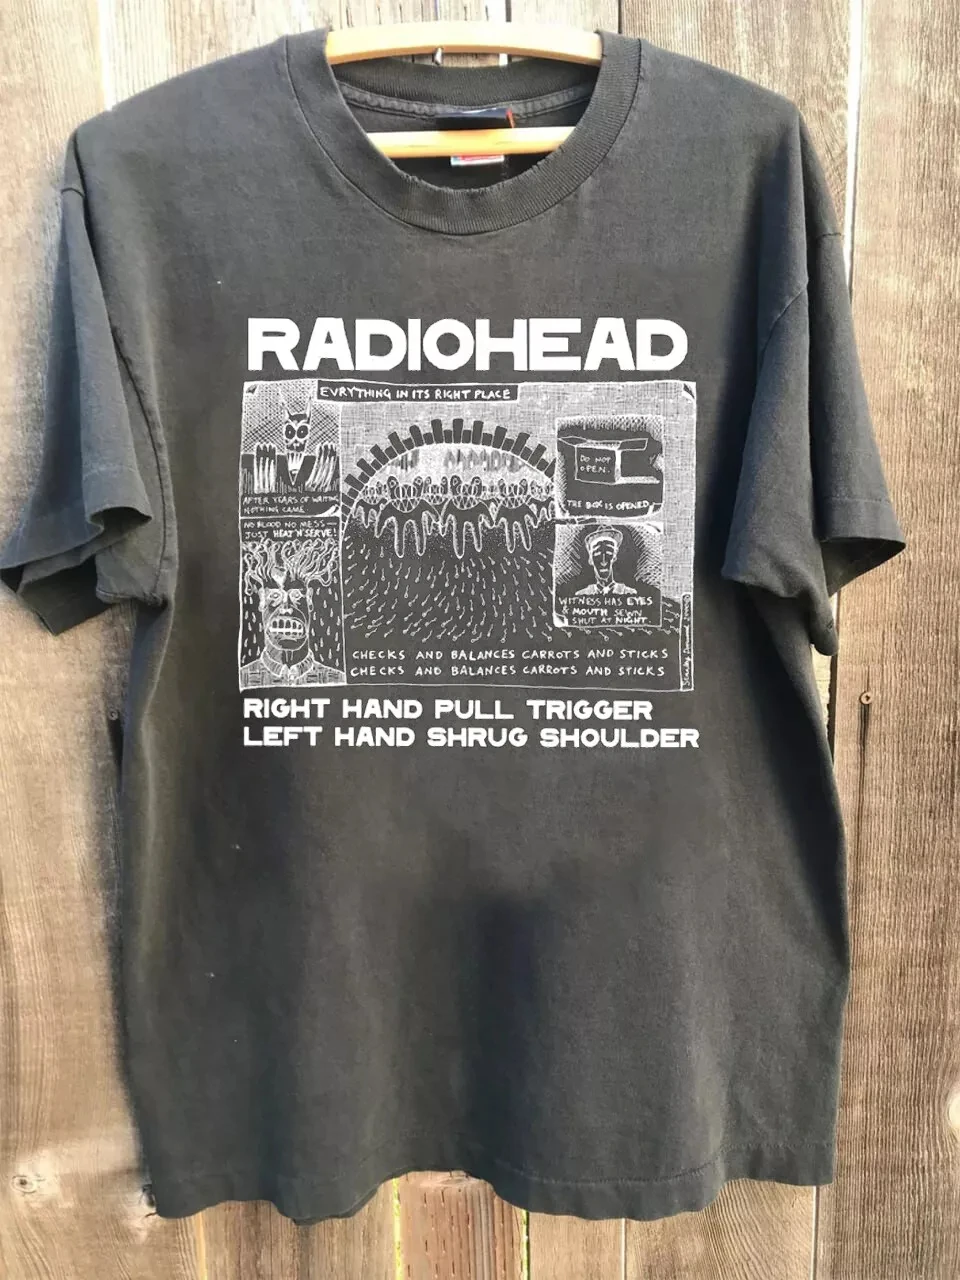 RADIOHEAD
EVRYTHING IN ITS RIGHT PLACE
AFTER YEARS OF WAITING
NOTHING CAME
NO BLOOD NO MESS—
JUST HEAT'N'SERVE!
DO NOT
OPEN.
THE BOX IS OPENED
WITNESS HAS EYES
& MOUTH SEWN
SHUT AT NIGHT.
CHECKS AND BALANCES CARROTS AND STICKS
CHECKS AND BALANCES CARROTS AND STICKS
RIGHT HAND PULL TRIGGER
LEFT HAND SHRUG SHOULDER